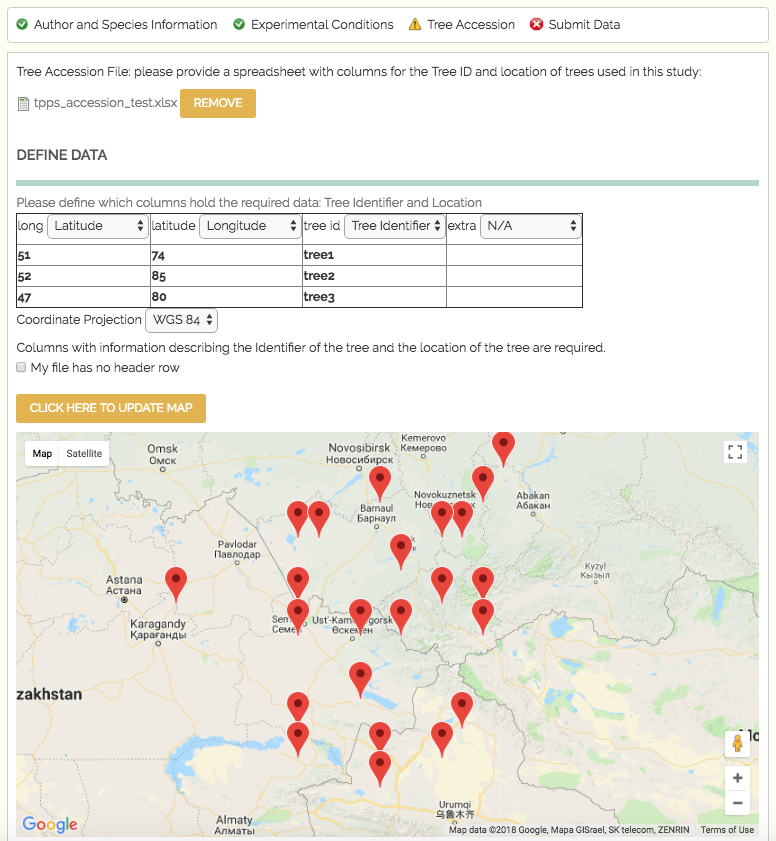 Author and Species Information Experimental Conditions Tree Accession Submit Data
Tree Accession File: please provide a spreadsheet with columns for the Tree ID and location of trees used in this study:
tpps_accession_test.xlsx REMOVE
DEFINE DATA
Please define which columns hold the required data: Tree Identifier and Location
long Latitude latitude Longitude tree id Tree Identifier extra N/A
51 74 tree1
52 85 tree2
47 80 tree3
Coordinate Projection WGS 84
Columns with information describing the Identifier of the tree and the location of the tree are required.
My file has no header row
CLICK HERE TO UPDATE MAP
Map Satellite
Omsk
Омск
Novosibirsk
Новосибирск
Kemerovo
Кемерово
Novokuznetsk
Barnaul
Барнаул
Abakan
Абакан
Pavlodar
Павлодар
Astana
Астана
Kyzyl
Кызыл
Karagandy
Қарағанды
Ust'-Kam gorsk
Өскемен
zakhstan
Almaty
Алматы
Urumqi
乌鲁木齐
Google
Map data ©2018 Google, Mapa GISrael, SK telecom, ZENRIN Terms of Use